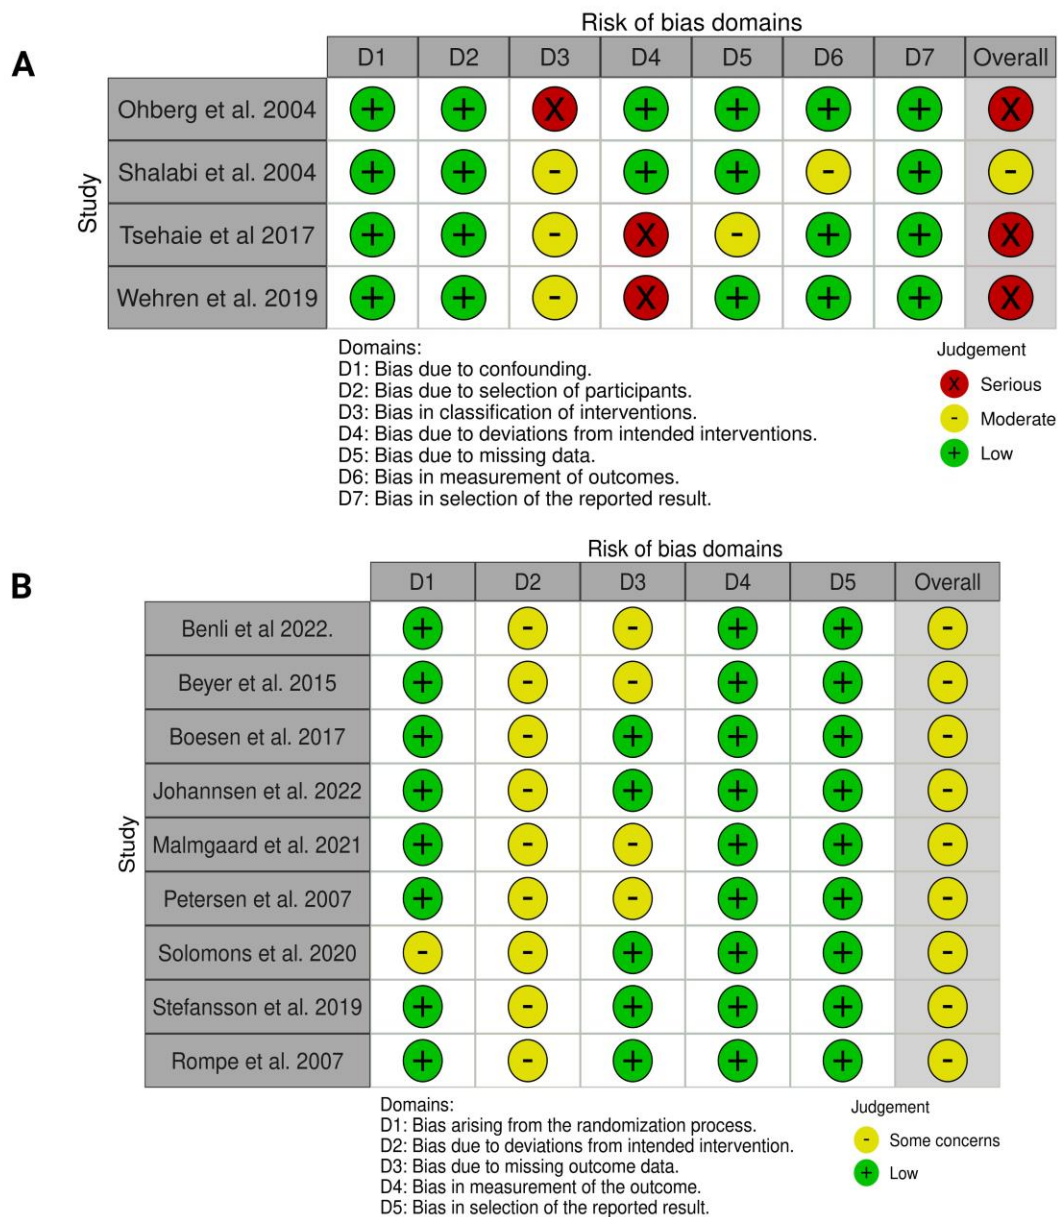 A
Risk of bias domains
D1 D2 D3 D4 D5 D6 D7 Overall
Study
Ohberg et al. 2004 + + X + + + + X
Shalabi et al. 2004 + + - + + - + -
Tsehaie et al 2017 + + - X - + + X
Wehren et al. 2019 + + - X + + + X
Domains:
D1: Bias due to confounding.
D2: Bias due to selection of participants.
D3: Bias in classification of interventions.
D4: Bias due to deviations from intended interventions.
D5: Bias due to missing data.
D6: Bias in measurement of outcomes.
D7: Bias in selection of the reported result.
Judgement
X Serious
- Moderate
+ Low
B
Risk of bias domains
D1 D2 D3 D4 D5 Overall
Study
Benli et al 2022. + - - + + -
Beyer et al. 2015 + - - + + -
Boesen et al. 2017 + - + + + -
Johannsen et al. 2022 + - + + + -
Malmgaard et al. 2021 + - - + + -
Petersen et al. 2007 + - - + + -
Solomons et al. 2020 - - + + + -
Stefansson et al. 2019 + - + + + -
Rompe et al. 2007 + - + + + -
Domains:
D1: Bias arising from the randomization process.
D2: Bias due to deviations from intended intervention.
D3: Bias due to missing outcome data.
D4: Bias in measurement of the outcome.
D5: Bias in selection of the reported result.
Judgement
- Some concerns
+ Low